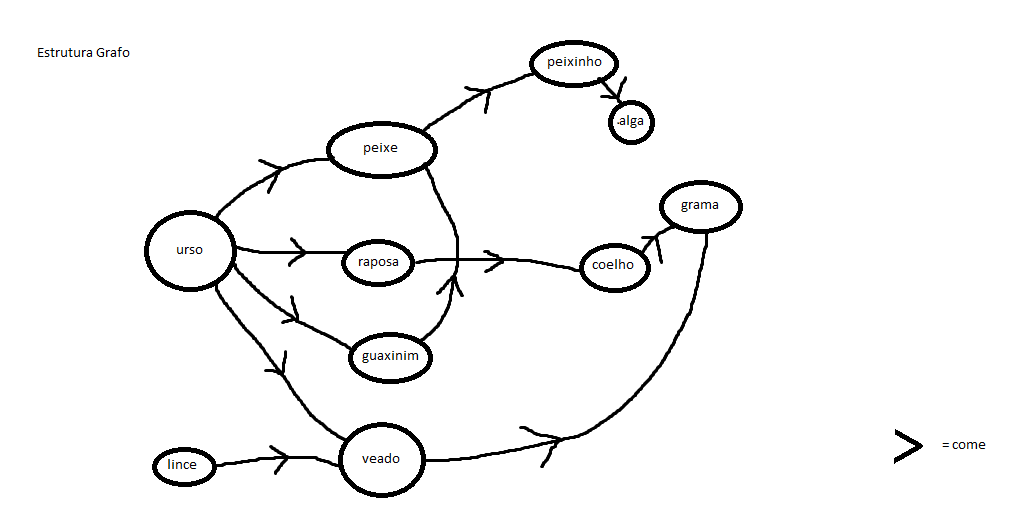 Estrutura Grafo
peixinho
.alga
peixe
grama
urso
raposa
coelho
guaxinim
lince
veado
= come